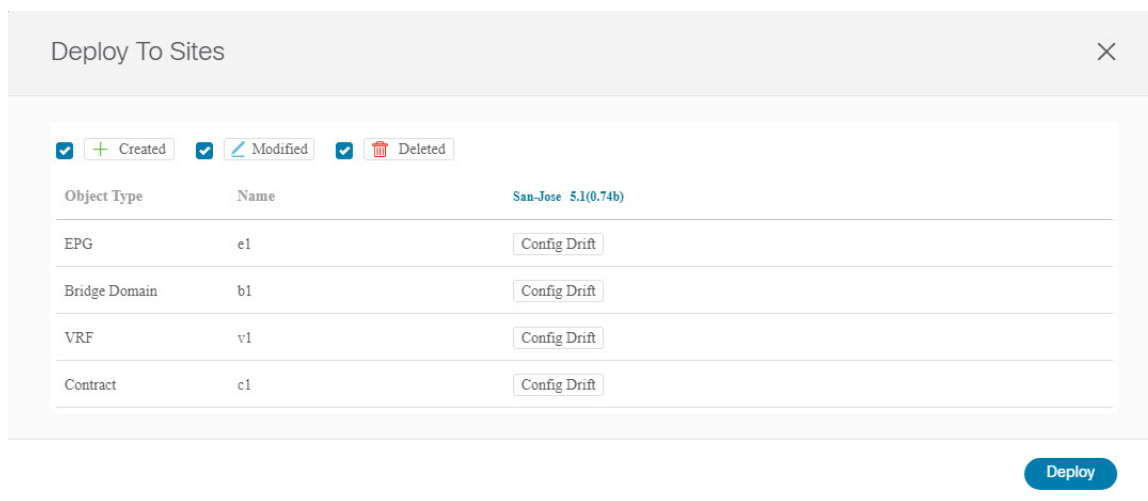 Deploy To Sites
Created Modified Deleted
Object Type Name San-Jose 5.1(0.74b)
EPG e1 Config Drift
Bridge Domain b1 Config Drift
VRF v1 Config Drift
Contract c1 Config Drift
Deploy